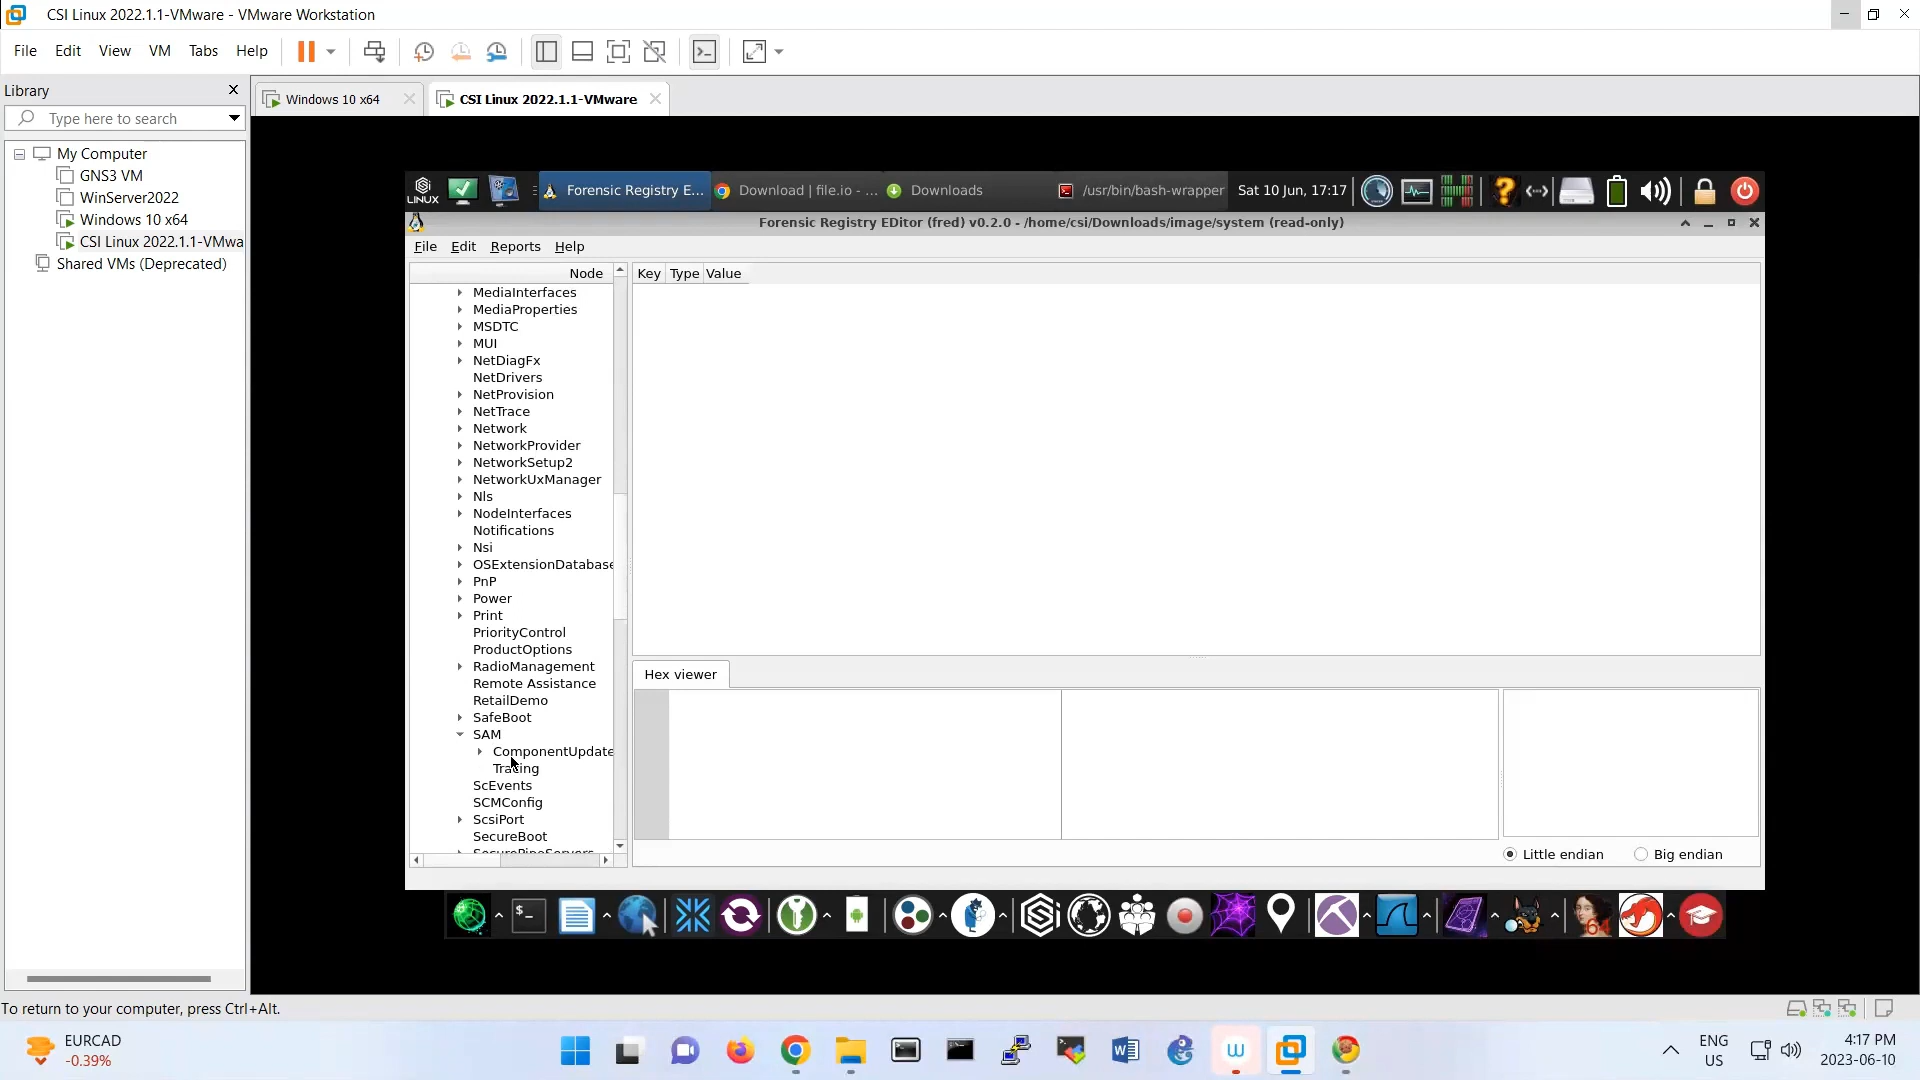 CSI Linux 2022.1.1-VMware - VMware Workstation
File Edit View VM Tabs Help
Library
Type here to search
My Computer
GNS3 VM
WinServer2022
Windows 10 x64
CSI Linux 2022.1.1-VMwa
Shared VMs (Deprecated)
Windows 10 x64
CSI Linux 2022.1.1-VMware
LINUX
Forensic Registry E...
Download | file.io - ...
Downloads
/usr/bin/bash-wrapper
Sat 10 Jun, 17:17
Forensic Registry EDitor (fred) v0.2.0 - /home/csi/Downloads/image/system (read-only)
File Edit Reports Help
Node
MediaInterfaces
MediaProperties
MSDTC
MUI
NetDiagFx
NetDrivers
NetProvision
NetTrace
Network
NetworkProvider
NetworkSetup2
NetworkUxManager
Nls
NodeInterfaces
Notifications
Nsi
OSExtensionDatabase
PnP
Power
Print
PriorityControl
ProductOptions
RadioManagement
Remote Assistance
RetailDemo
SafeBoot
SAM
ComponentUpdate
Tracing
ScEvents
SCMConfig
ScsiPort
SecureBoot
SecurePipeServers
Key Type Value
Hex viewer
Little endian
Big endian
$_
64
To return to your computer, press Ctrl+Alt.
EURCAD
-0.39%
ENG
US
4:17 PM
2023-06-10